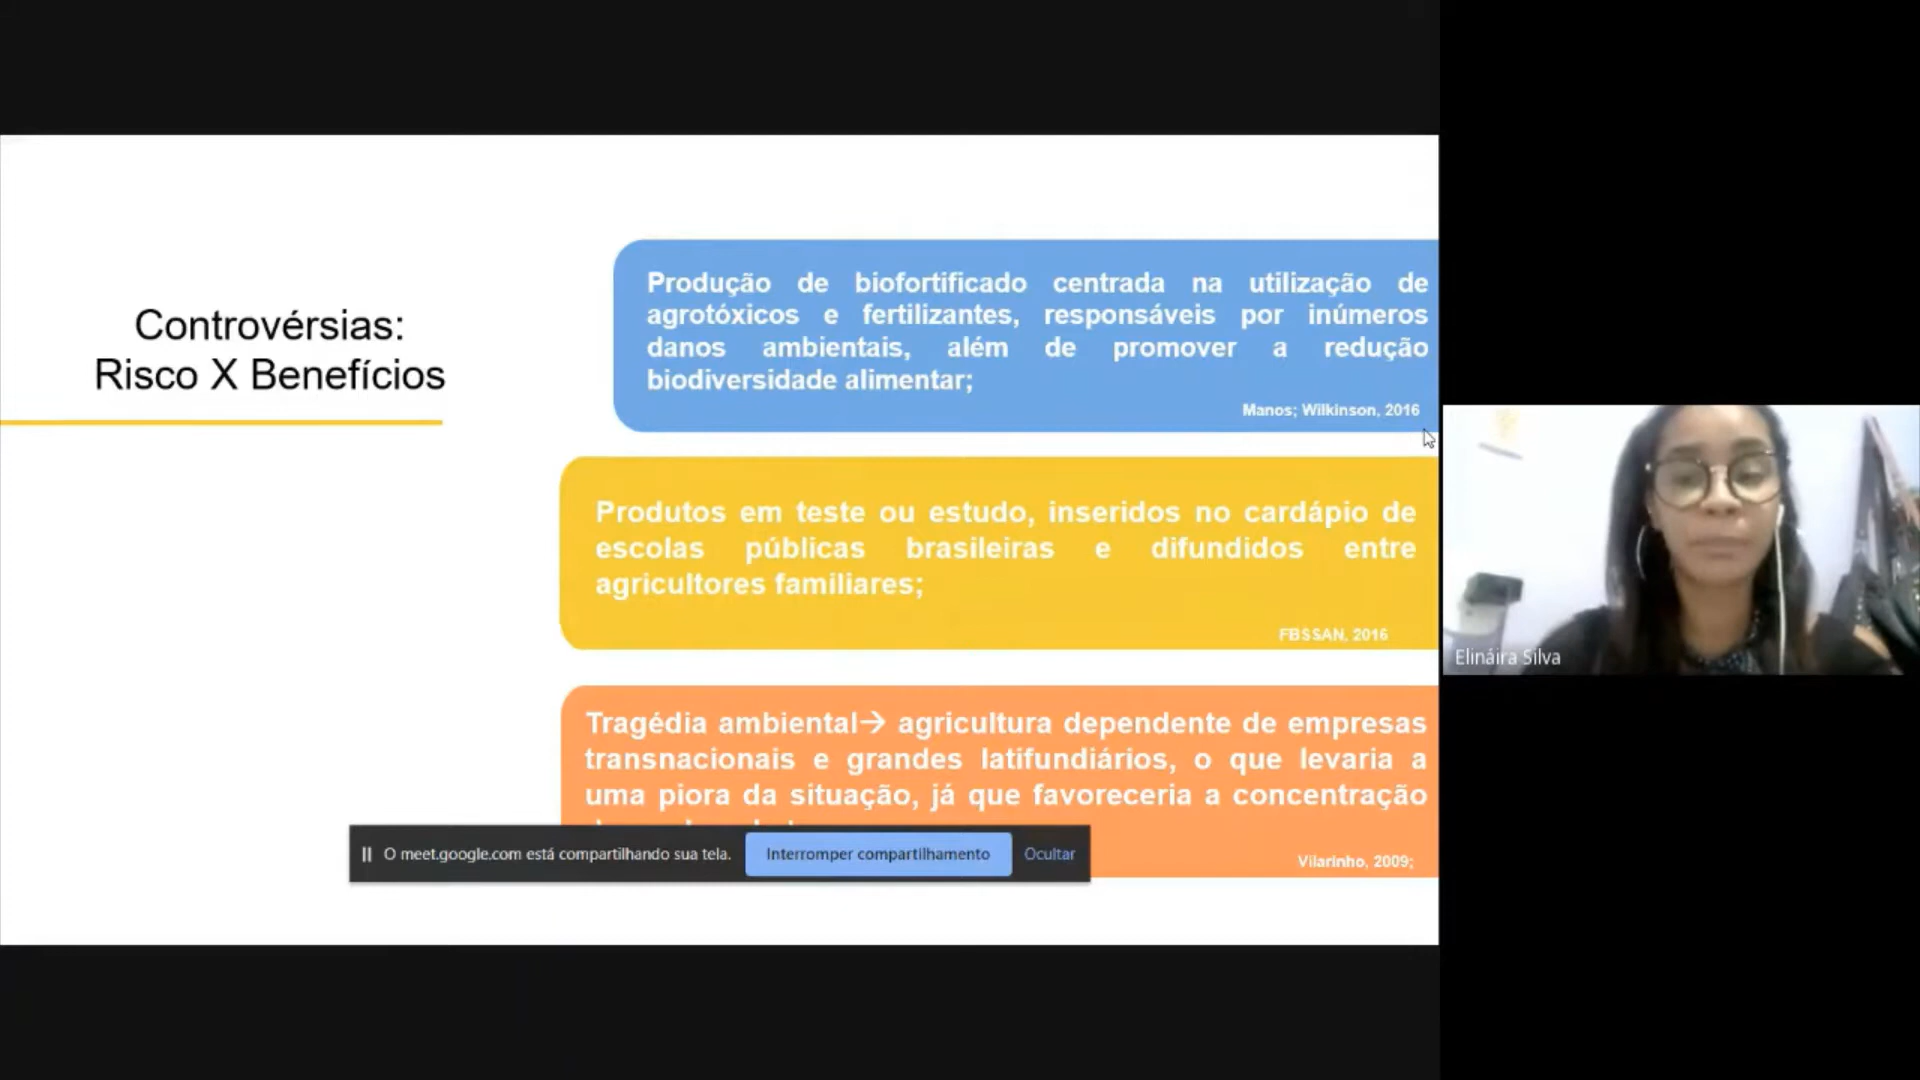 Controvérsias:
Risco X Benefícios
Produção de biofortificado centrada na utilização de
agrotóxicos e fertilizantes, responsáveis por inúmeros
danos ambientais, além de promover a redução
biodiversidade alimentar;
Manos; Wilkinson, 2016
Produtos em teste ou estudo, inseridos no cardápio de
escolas públicas brasileiras e difundidos entre
agricultores familiares;
FBSSAN, 2016
Tragédia ambiental→ agricultura dependente de empresas
transnacionais e grandes latifundiários, o que levaria a
uma piora da situação, já que favoreceria a concentração
Vilarinho, 2009;
O meet.google.com está compartilhando sua tela. Interromper compartilhamento Ocultar
Elináira Silva